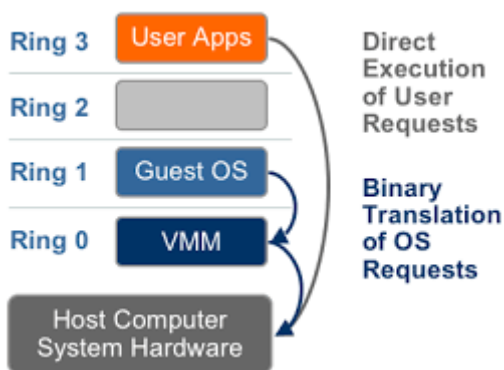 Ring 3
User Apps
Ring 2
Ring 1
Guest OS
Ring 0
VMM
Host Computer
System Hardware
Direct
Execution
of User
Requests
Binary
Translation
of OS
Requests